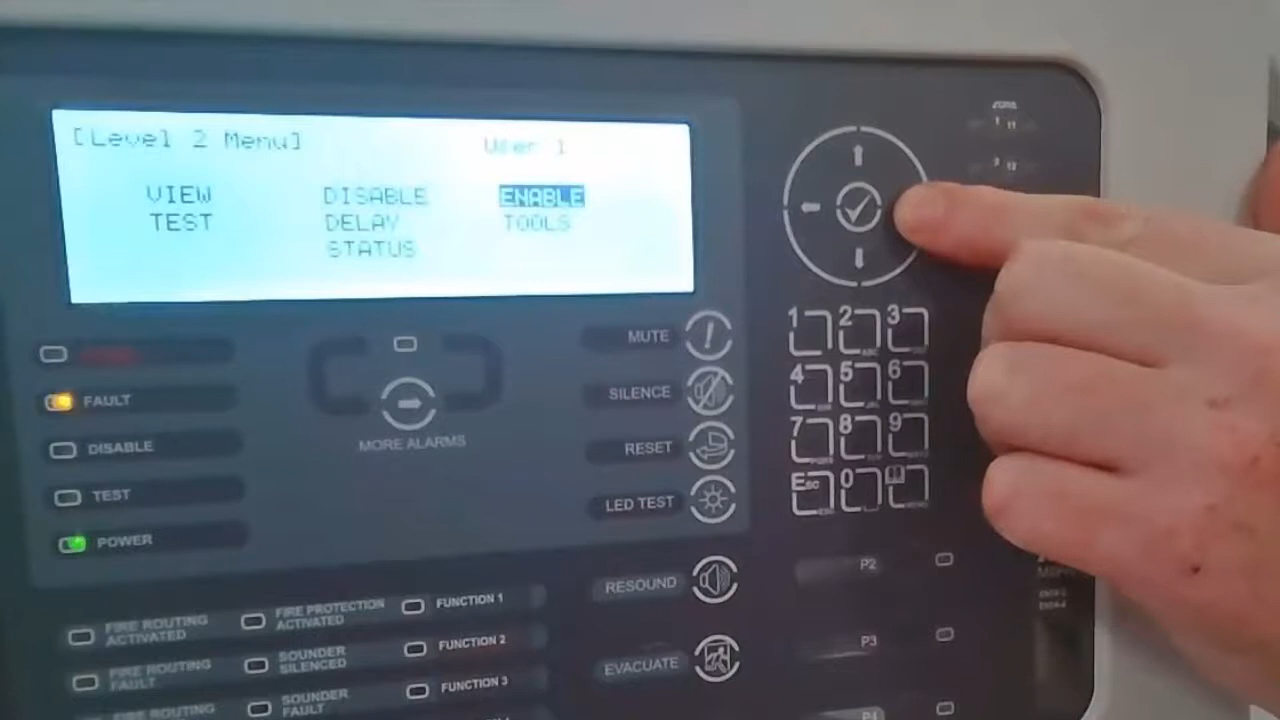 [Level 2 Menu] User 1
VIEW DISABLE ENABLE
TEST DELAY TOOLS
STATUS
FAULT
DISABLE
TEST
POWER
MORE ALARMS
MUTE
SILENCE
RESET
LED TEST
RESOUND
EVACUATE
1 2 3
4 5 6
7 8 9
Esc 0
P2
P3
FIRE ROUTING
ACTIVATED
FIRE PROTECTION
ACTIVATED
FUNCTION 1
FIRE ROUTING
FAULT
SOUNDER
SILENCED
FUNCTION 2
FIRE ROUTING
SOUNDER
FAULT
FUNCTION 3